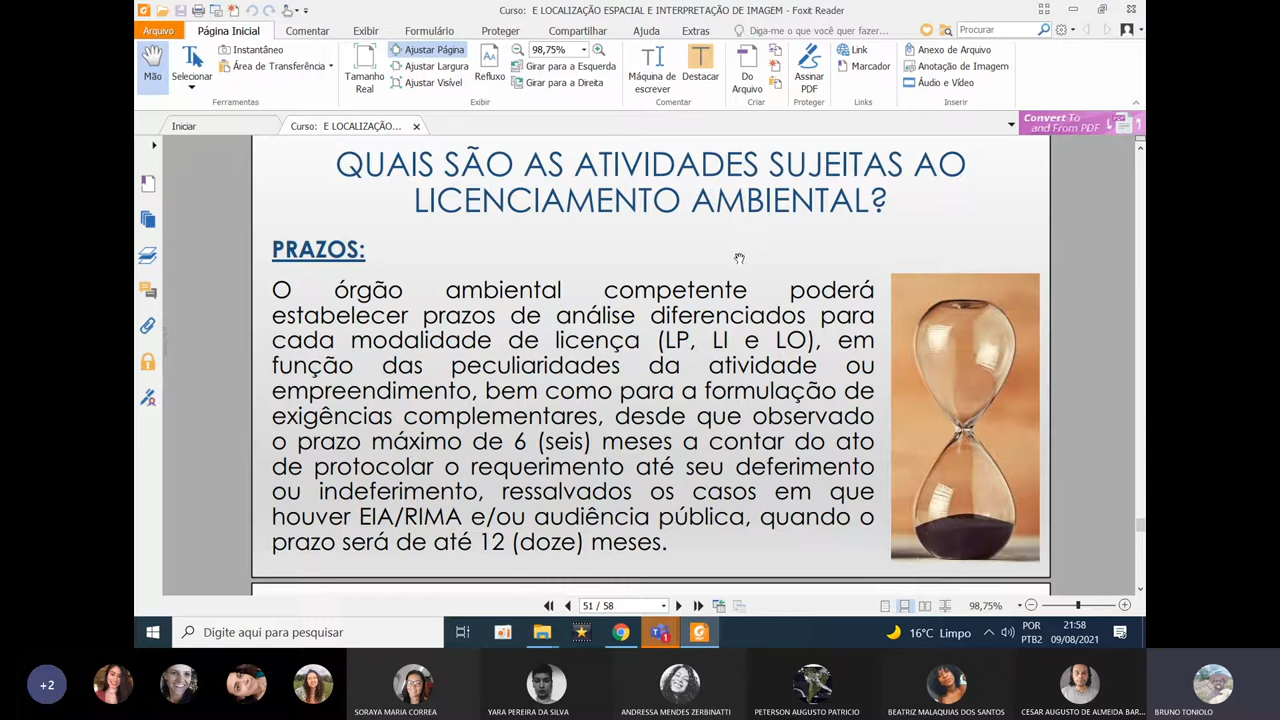 Curso: E LOCALIZAÇÃO ESPACIAL E INTERPRETAÇÃO DE IMAGEM - Foxit Reader
Arquivo Página Inicial Comentar Exibir Formulário Proteger Compartilhar Ajuda Extras Diga-me o que você quer fazer... Procurar
Mão
Selecionar
Instantâneo
Área de Transferência
Ferramentas
Tamanho Real
Ajustar Página
Ajustar Largura
Ajustar Visível
Refluxo
98,75%
Girar para a Esquerda
Girar para a Direita
Exibir
Máquina de escrever
Destacar
Comentar
Do Arquivo
Criar
Assinar PDF
Proteger
Link
Marcador
Links
Anexo de Arquivo
Anotação de Imagem
Áudio e Vídeo
Inserir
Iniciar
Curso: E LOCALIZAÇÃO...
Convert To
and From PDF
PDF
QUAIS SÃO AS ATIVIDADES SUJEITAS AO
LICENCIAMENTO AMBIENTAL?
PRAZOS:
O órgão ambiental competente poderá
estabelecer prazos de análise diferenciados para
cada modalidade de licença (LP, LI e LO), em
função das peculiaridades da atividade ou
empreendimento, bem como para a formulação de
exigências complementares, desde que observado
o prazo máximo de 6 (seis) meses a contar do ato
de protocolar o requerimento até seu deferimento
ou indeferimento, ressalvados os casos em que
houver EIA/RIMA e/ou audiência pública, quando o
prazo será de até 12 (doze) meses.
51 / 58
98,75%
Digite aqui para pesquisar
1
16°C Limpo
POR
PTB2
21:58
09/08/2021
+2
SORAYA MARIA CORREA
YARA PEREIRA DA SILVA
ANDRESSA MENDES ZERBINATTI
PETERSON AUGUSTO PATRICIO
BEATRIZ MALAQUIAS DOS SANTOS
CESAR AUGUSTO DE ALMEIDA BAR...
BRUNO TONIOLO